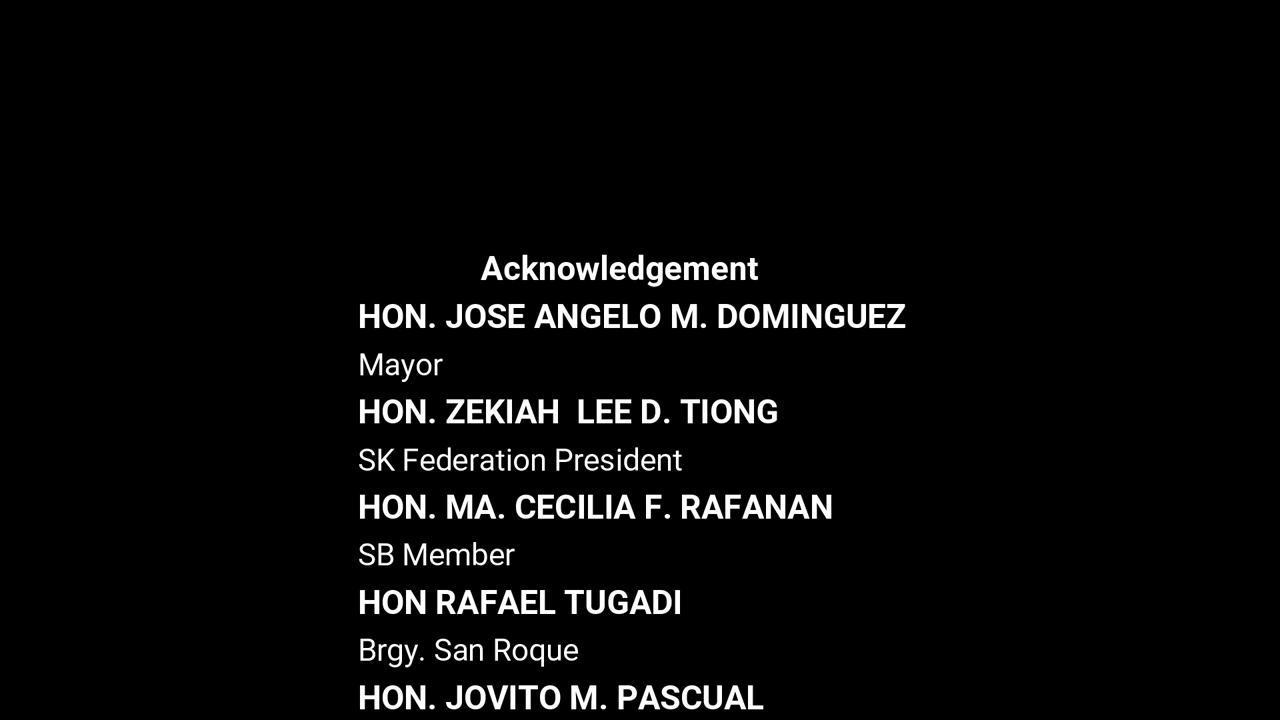 Acknowledgement
HON. JOSE ANGELO M. DOMINGUEZ
Mayor
HON. ZEKIAH  LEE D. TIONG
SK Federation President
HON. MA. CECILIA F. RAFANAN
SB Member
HON RAFAEL TUGADI
Brgy. San Roque
HON. JOVITO M. PASCUAL